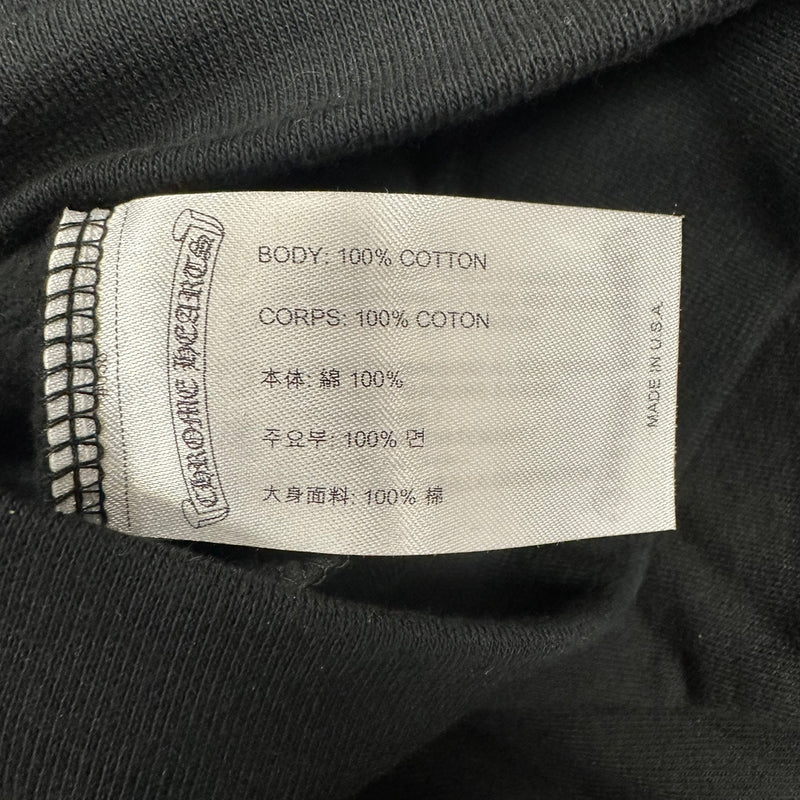 CHROME HEARTS
BODY: 100% COTTON
CORPS: 100% COTON
本体: 綿 100%
주요부: 100% 면
大身面料: 100% 棉
MADE IN U.S.A.